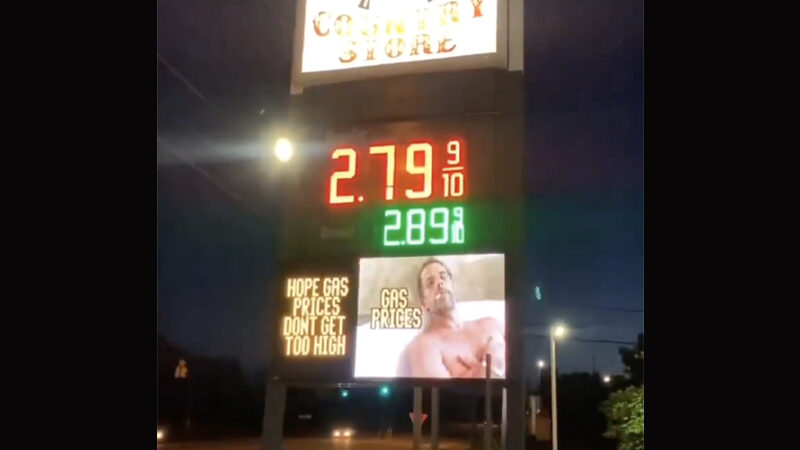 COUNTRY
STORE
2.79 9/10
Diesel
2.89 9/10
HOPE GAS
PRICES
DONT GET
TOO HIGH
GAS
PRICES